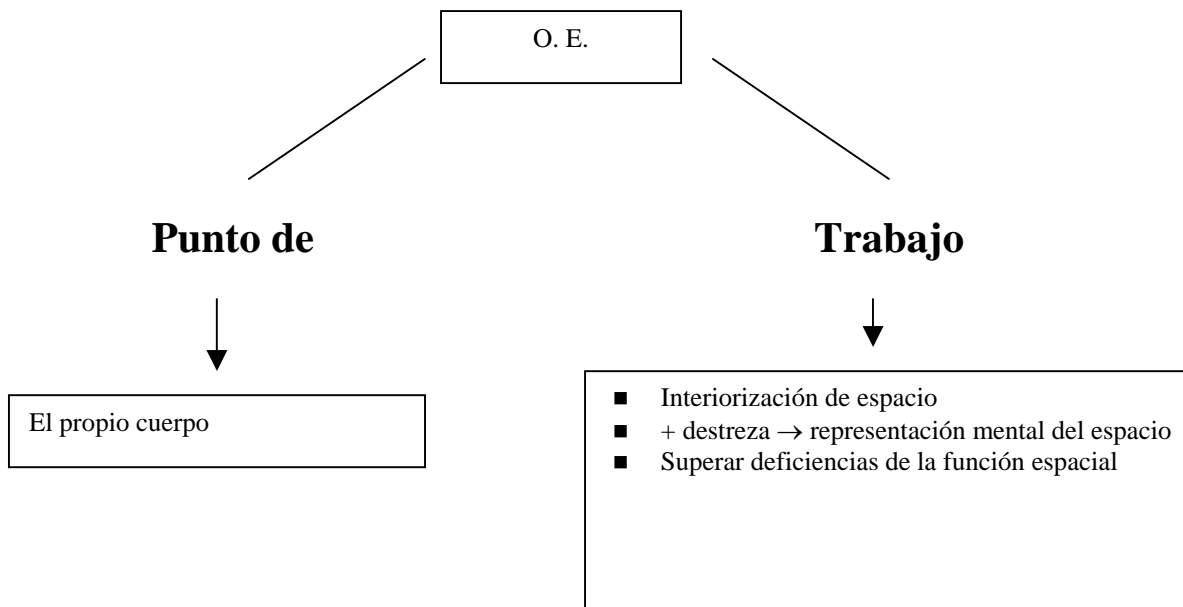 O. E.
Punto de
Trabajo
El propio cuerpo
■ Interiorización de espacio
■ + destreza → representación mental del espacio
■ Superar deficiencias de la función espacial